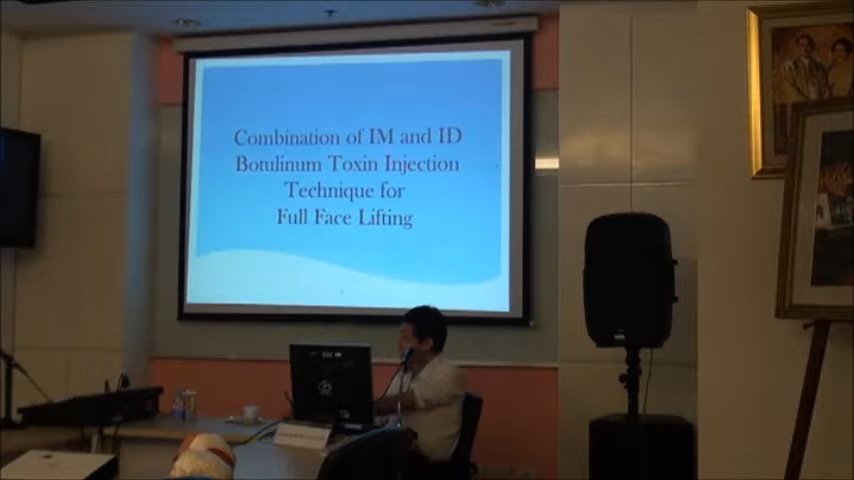 Combination of IM and ID
Botulinum Toxin Injection
Technique for
Full Face Lifting